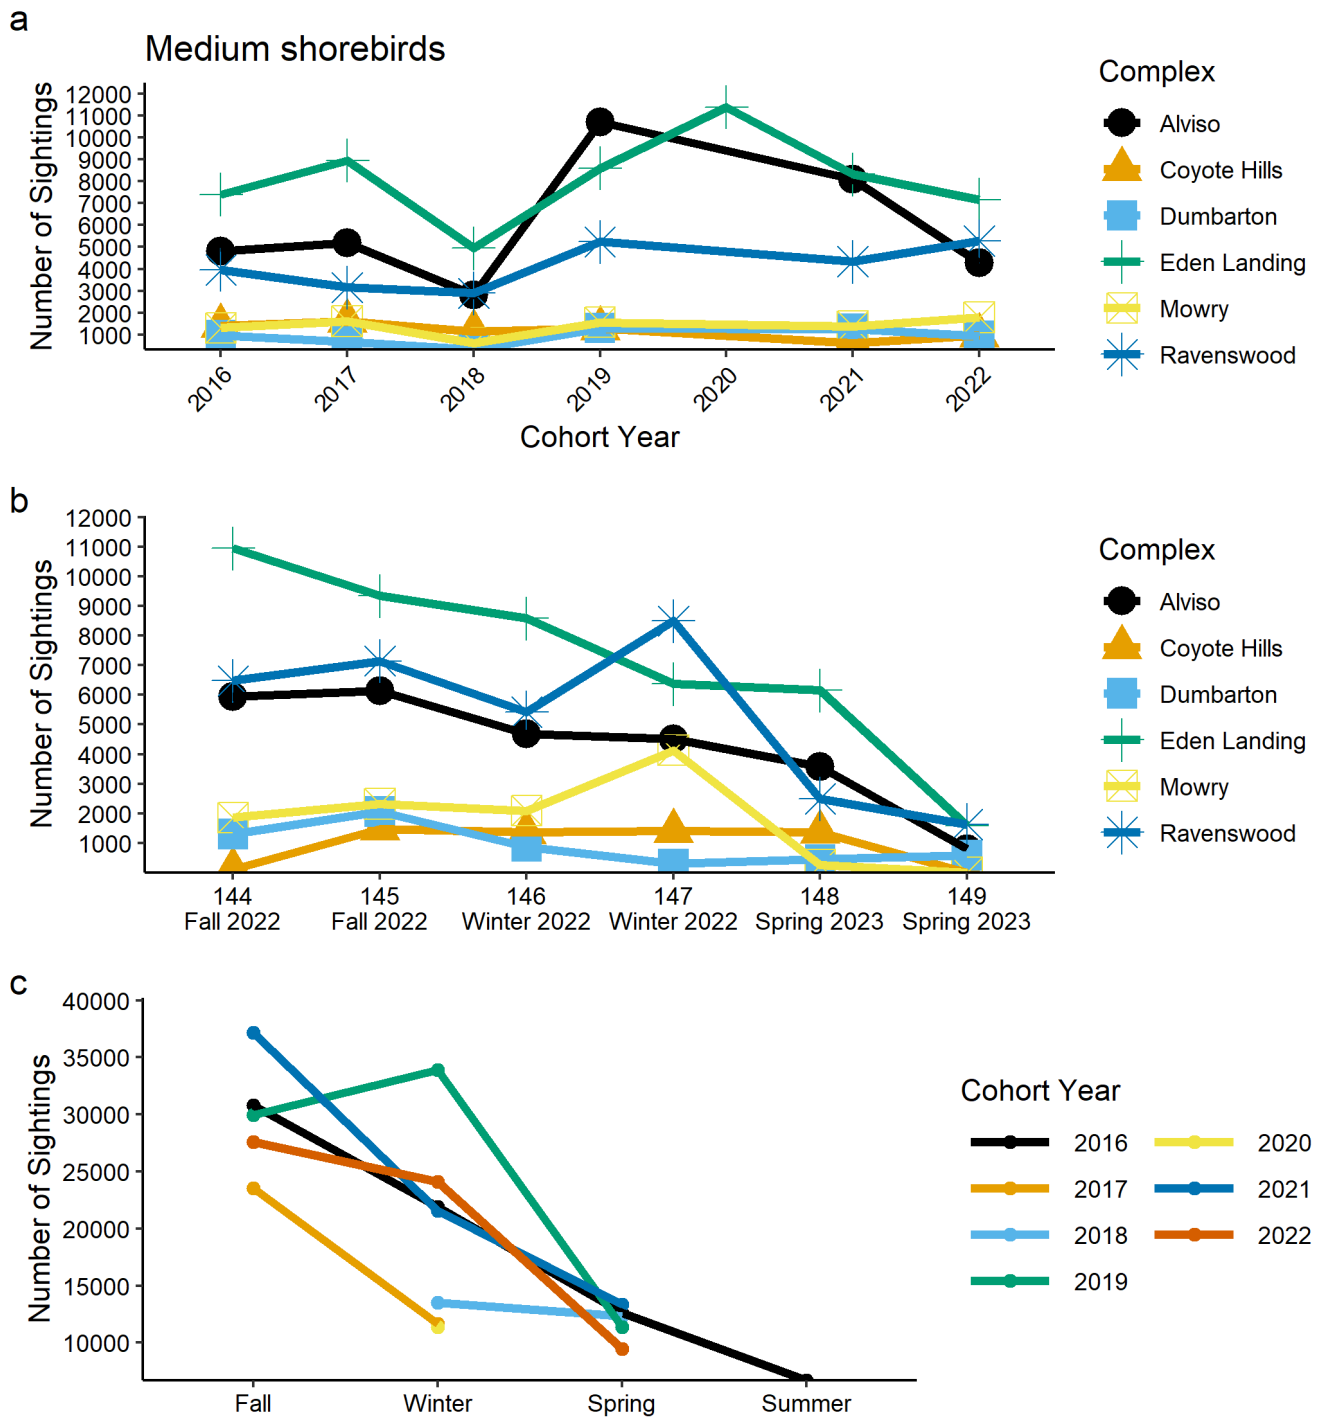 a
Medium shorebirds
Number of Sightings
12000
11000
10000
9000
8000
7000
6000
5000
4000
3000
2000
1000
2016
2017
2018
2019
2020
2021
2022
Cohort Year
Complex
Alviso
Coyote Hills
Dumbarton
Eden Landing
Mowry
Ravenswood
b
Number of Sightings
12000
11000
10000
9000
8000
7000
6000
5000
4000
3000
2000
1000
144 145 146 147 148 149
Fall 2022 Fall 2022 Winter 2022 Winter 2022 Spring 2023 Spring 2023
Complex
Alviso
Coyote Hills
Dumbarton
Eden Landing
Mowry
Ravenswood
c
Number of Sightings
40000
35000
30000
25000
20000
15000
10000
Fall Winter Spring Summer
Cohort Year
2016 2020
2017 2021
2018 2022
2019